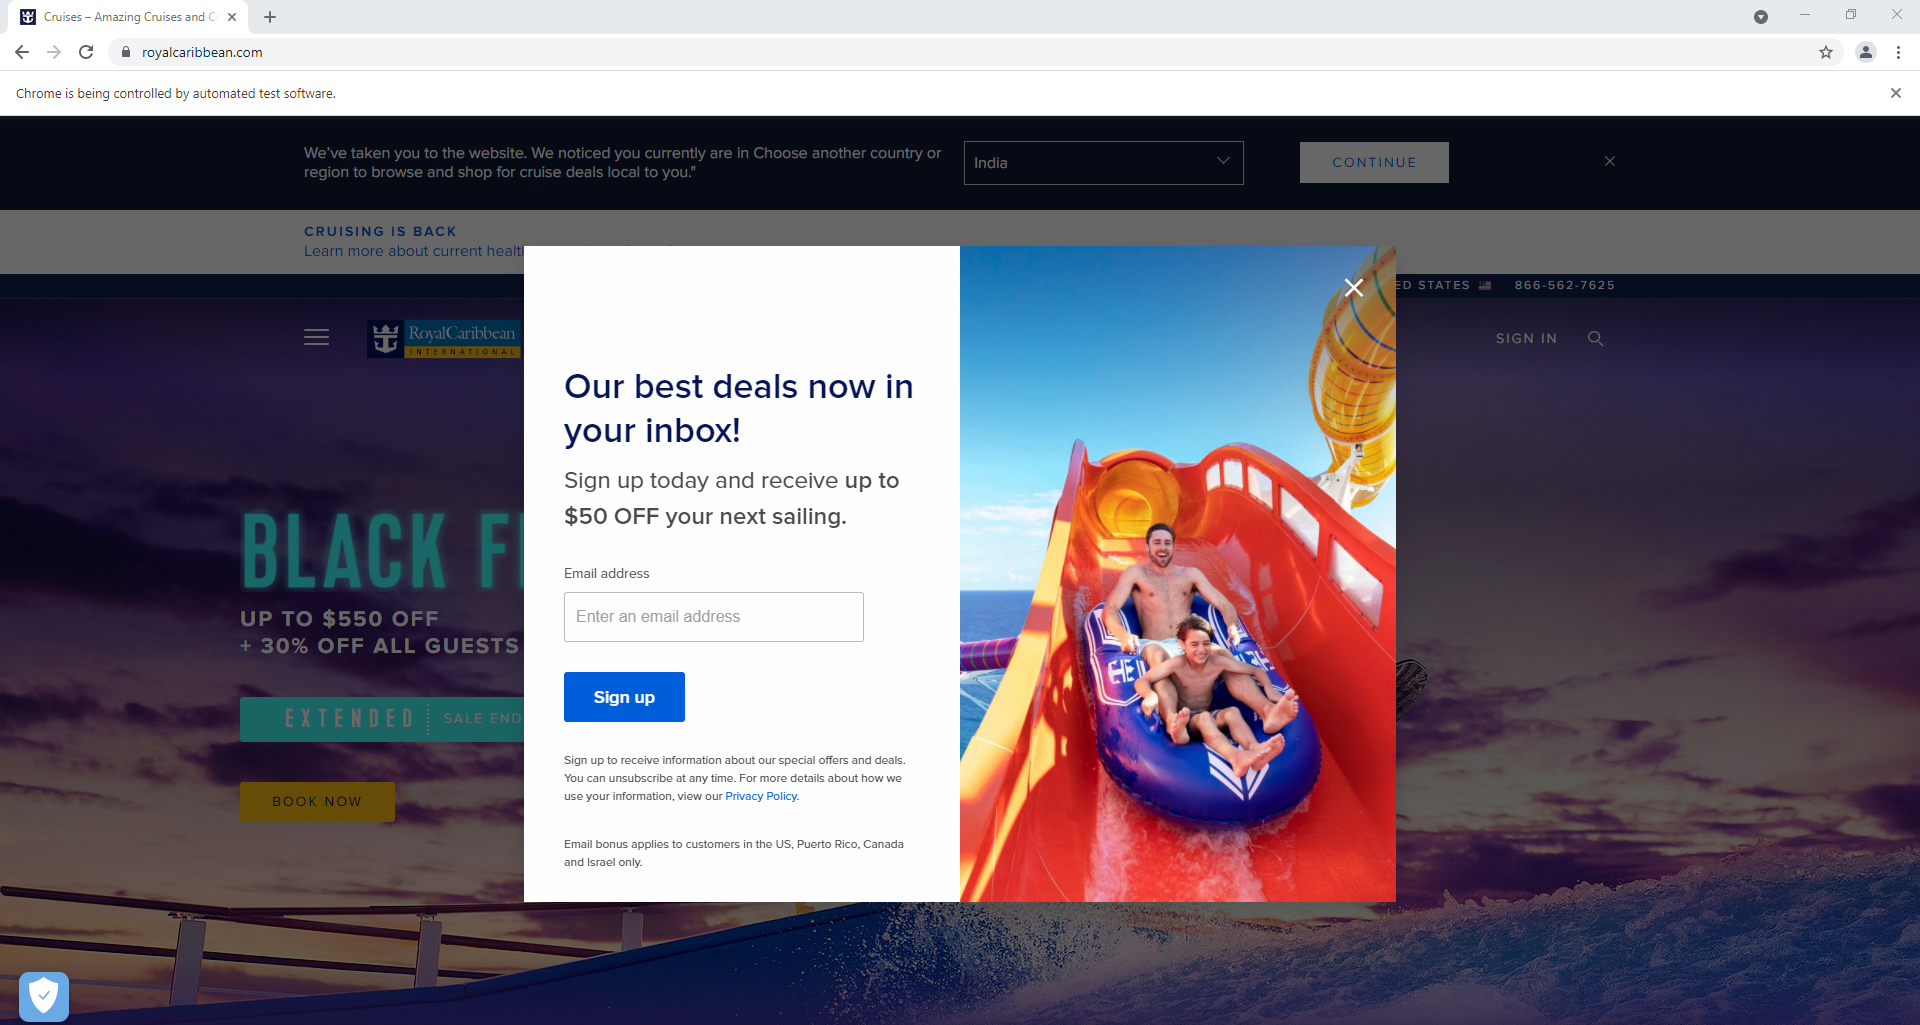 Cruises – Amazing Cruises and C
royalcaribbean.com
Chrome is being controlled by automated test software.
We've taken you to the website. We noticed you currently are in Choose another country or
region to browse and shop for cruise deals local to you."
India
CONTINUE
CRUISING IS BACK
Learn more about current healt
ED STATES
866-562-7625
RoyalCaribbean
INTERNATIONAL
SIGN IN
BLACK F
UP TO $550 OFF
+ 30% OFF ALL GUESTS
EXTENDED
SALE END
BOOK NOW
Our best deals now in
your inbox!
Sign up today and receive up to
$50 OFF your next sailing.
Email address
Enter an email address
Sign up
Sign up to receive information about our special offers and deals.
You can unsubscribe at any time. For more details about how we
use your information, view our Privacy Policy.
Email bonus applies to customers in the US, Puerto Rico, Canada
and Israel only.